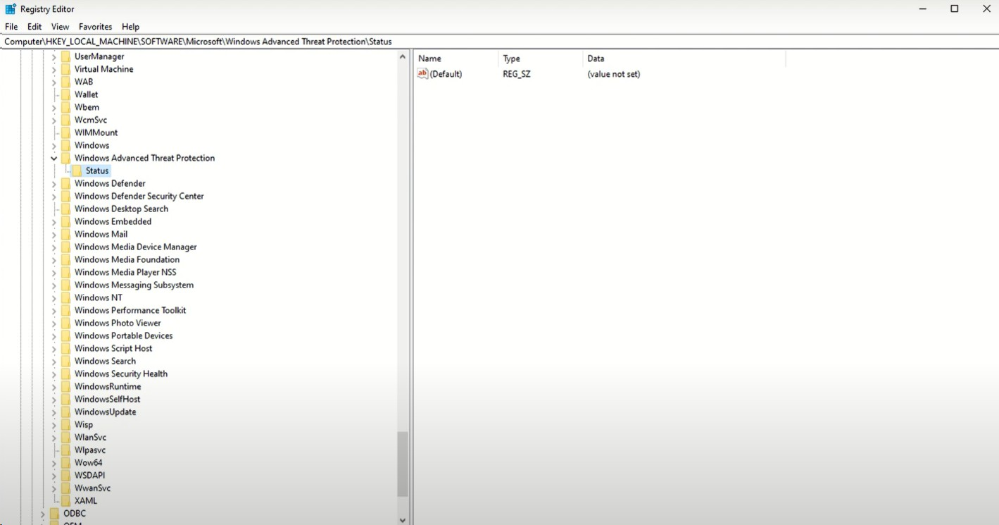 Registry Editor
File Edit View Favorites Help
Computer\HKEY_LOCAL_MACHINE\SOFTWARE\Microsoft\Windows Advanced Threat Protection\Status
UserManager
Virtual Machine
WAB
Wallet
Wbem
WcmSvc
WIMMount
Windows
Windows Advanced Threat Protection
Status
Windows Defender
Windows Defender Security Center
Windows Desktop Search
Windows Embedded
Windows Mail
Windows Media Device Manager
Windows Media Foundation
Windows Media Player NSS
Windows Messaging Subsystem
Windows NT
Windows Performance Toolkit
Windows Photo Viewer
Windows Portable Devices
Windows Script Host
Windows Search
Windows Security Health
WindowsRuntime
WindowsSelfHost
WindowsUpdate
Wisp
WlanSvc
Wlpasvc
Wow64
WSDAPI
WwanSvc
XAML
ODBC
Name Type Data
ab (Default) REG_SZ (value not set)